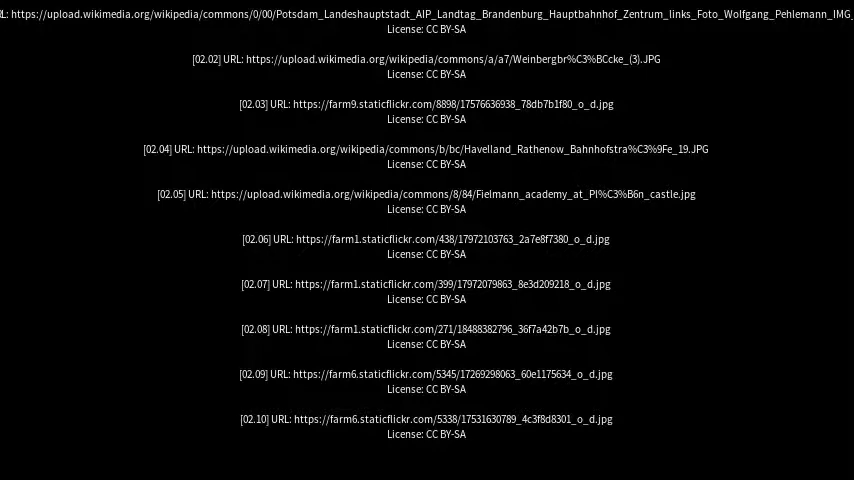 L: https://upload.wikimedia.org/wikipedia/commons/0/00/Potsdam_Landeshauptstadt_AIP_Landtag_Brandenburg_Hauptbahnhof_Zentrum_links_Foto_Wolfgang_Pehlemann_IMG_
License: CC BY-SA
[02.02] URL: https://upload.wikimedia.org/wikipedia/commons/a/a7/Weinbergbr%C3%BCcke_(3).JPG
License: CC BY-SA
[02.03] URL: https://farm9.staticflickr.com/8898/17576636938_78db7b1f80_o_d.jpg
License: CC BY-SA
[02.04] URL: https://upload.wikimedia.org/wikipedia/commons/b/bc/Havelland_Rathenow_Bahnhofstra%C3%9Fe_19.JPG
License: CC BY-SA
[02.05] URL: https://upload.wikimedia.org/wikipedia/commons/8/84/Fielmann_academy_at_Pl%C3%B6n_castle.jpg
License: CC BY-SA
[02.06] URL: https://farm1.staticflickr.com/438/17972103763_2a7e8f7380_o_d.jpg
License: CC BY-SA
[02.07] URL: https://farm1.staticflickr.com/399/17972079863_8e3d209218_o_d.jpg
License: CC BY-SA
[02.08] URL: https://farm1.staticflickr.com/271/18488382796_36f7a42b7b_o_d.jpg
License: CC BY-SA
[02.09] URL: https://farm6.staticflickr.com/5345/17269298063_60e1175634_o_d.jpg
License: CC BY-SA
[02.10] URL: https://farm6.staticflickr.com/5338/17531630789_4c3f8d8301_o_d.jpg
License: CC BY-SA